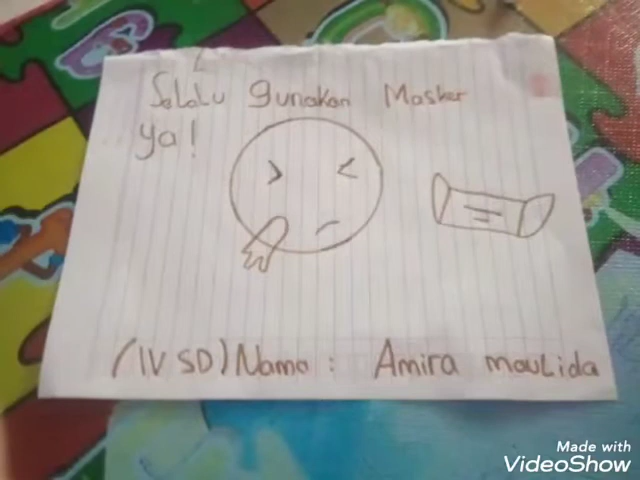 Selalu gunakan Masker
ya!
(IV SD) Nama : Amira maulida
Made with
VideoShow